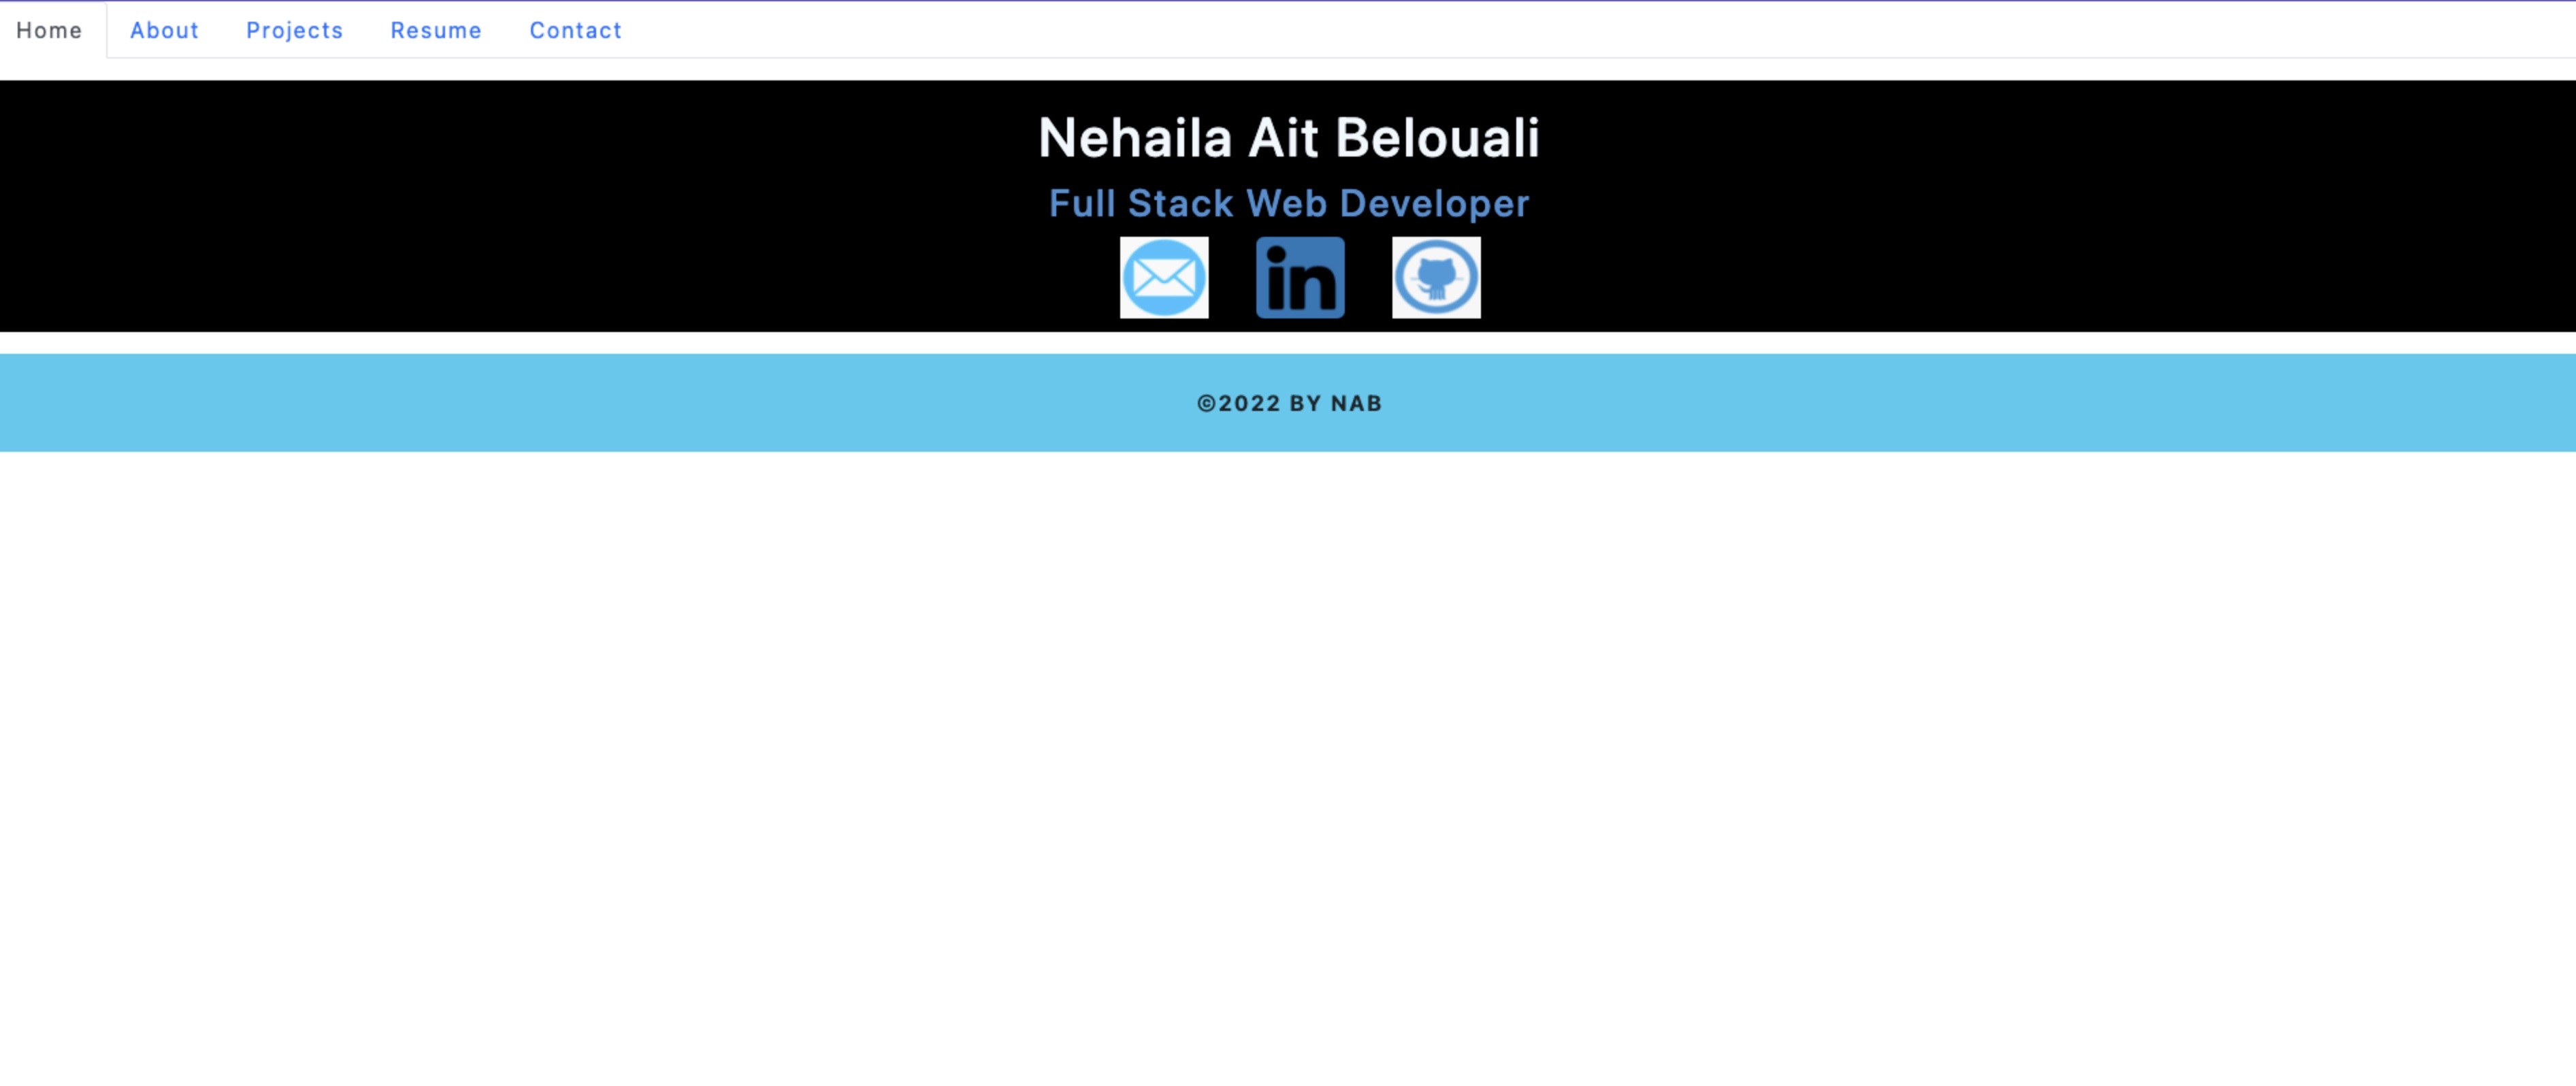 Home About Projects Resume Contact
Nehaila Ait Belouali
Full Stack Web Developer
in
©2022 BY NAB